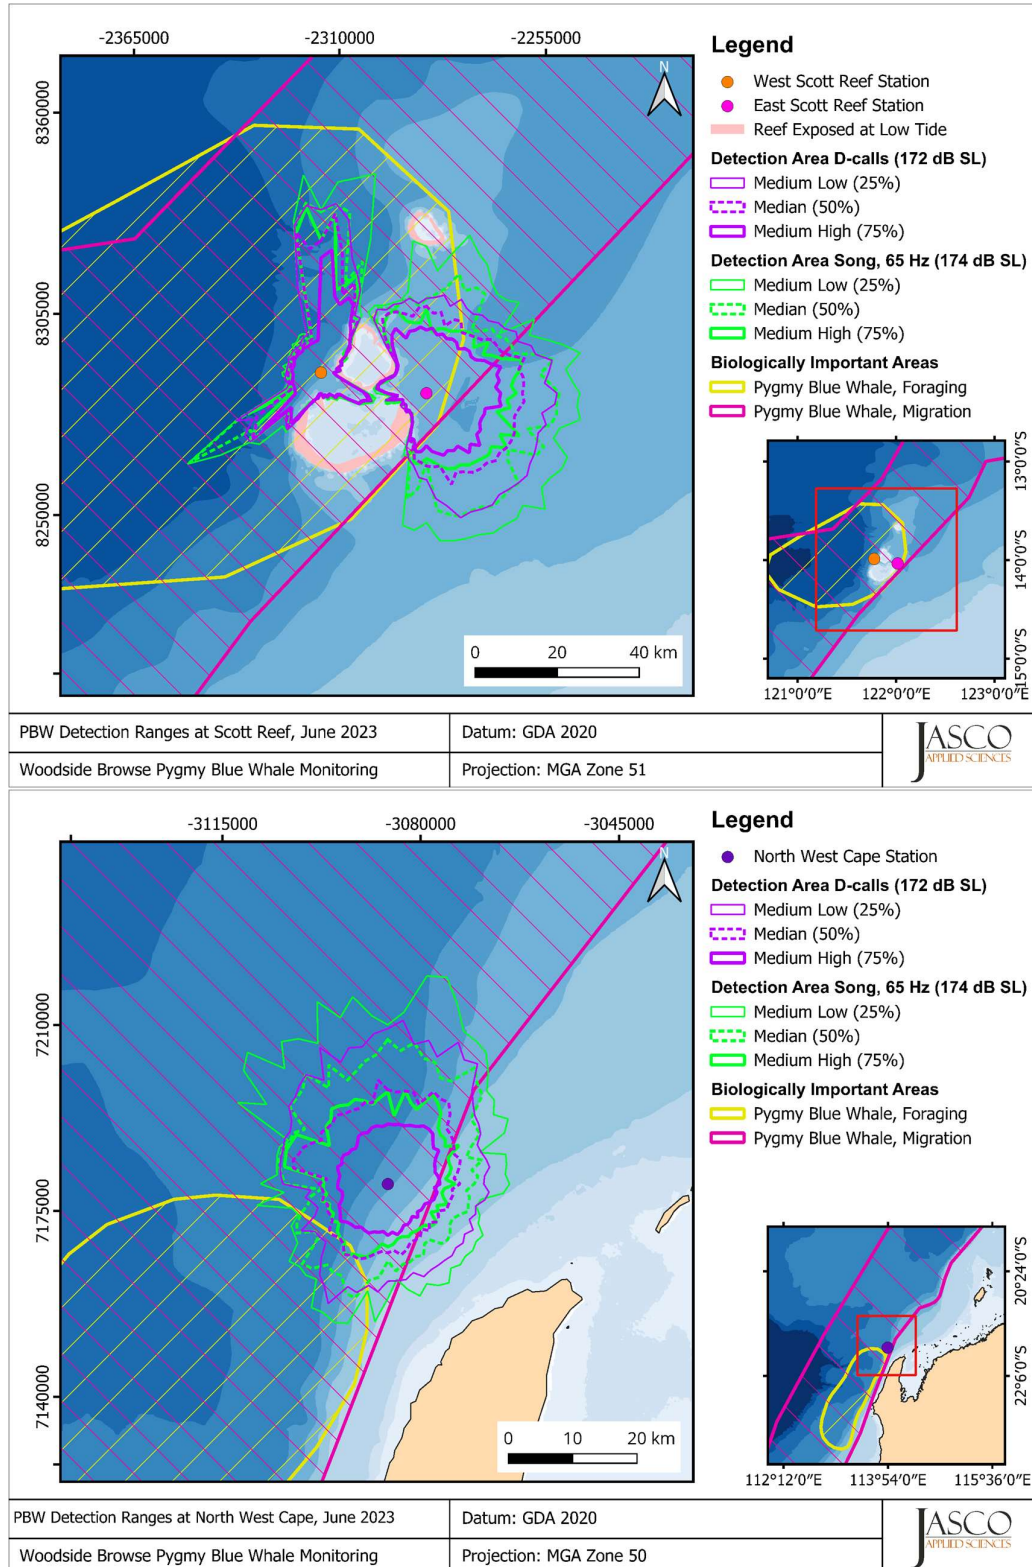 -2365000 -2310000 -2255000
8360000
8305000
8250000
N
0 20 40 km
Legend
West Scott Reef Station
East Scott Reef Station
Reef Exposed at Low Tide
Detection Area D-calls (172 dB SL)
Medium Low (25%)
Median (50%)
Medium High (75%)
Detection Area Song, 65 Hz (174 dB SL)
Medium Low (25%)
Median (50%)
Medium High (75%)
Biologically Important Areas
Pygmy Blue Whale, Foraging
Pygmy Blue Whale, Migration
13°0′0″S
14°0′0″S
15°0′0″S
121°0′0″E 122°0′0″E 123°0′0″E
PBW Detection Ranges at Scott Reef, June 2023
Datum: GDA 2020
Woodside Browse Pygmy Blue Whale Monitoring
Projection: MGA Zone 51
JASCO
APPLIED SCIENCES
-3115000 -3080000 -3045000
7210000
7175000
7140000
N
0 10 20 km
Legend
North West Cape Station
Detection Area D-calls (172 dB SL)
Medium Low (25%)
Median (50%)
Medium High (75%)
Detection Area Song, 65 Hz (174 dB SL)
Medium Low (25%)
Median (50%)
Medium High (75%)
Biologically Important Areas
Pygmy Blue Whale, Foraging
Pygmy Blue Whale, Migration
20°24′0″S
22°6′0″S
112°12′0″E 113°54′0″E 115°36′0″E
PBW Detection Ranges at North West Cape, June 2023
Datum: GDA 2020
Woodside Browse Pygmy Blue Whale Monitoring
Projection: MGA Zone 50
JASCO
APPLIED SCIENCES